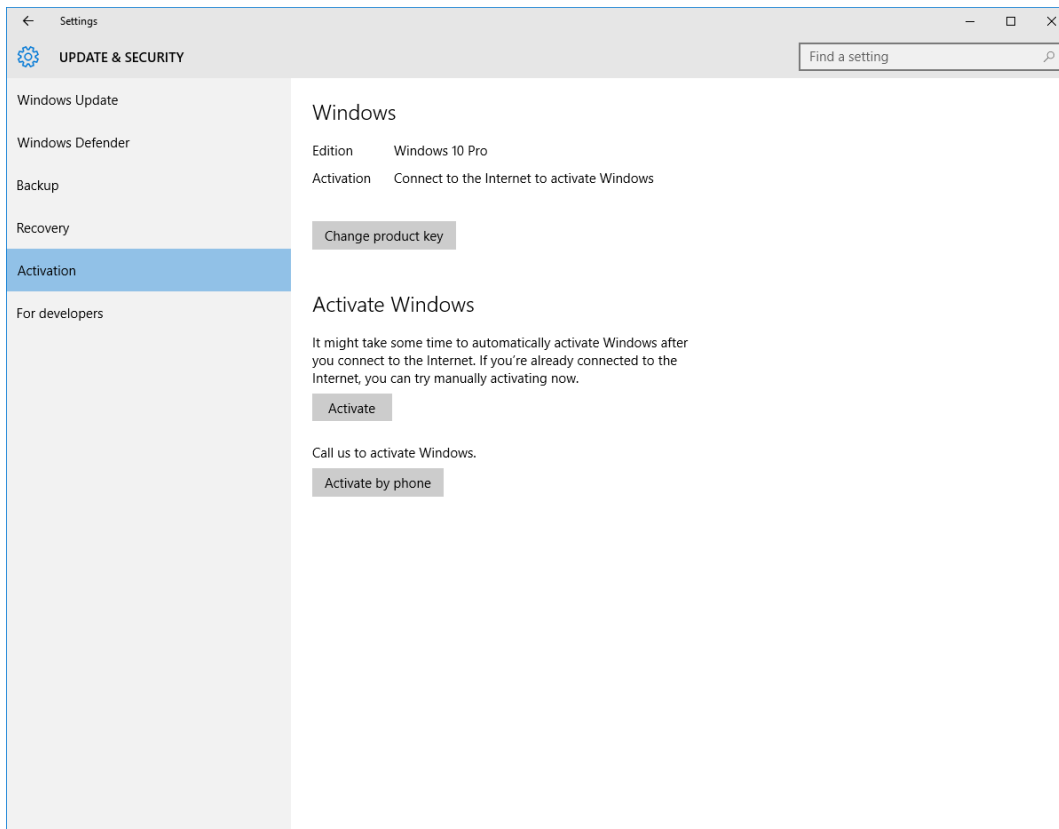 Settings
UPDATE & SECURITY
Find a setting
Windows Update
Windows Defender
Backup
Recovery
Activation
For developers
Windows
Edition Windows 10 Pro
Activation Connect to the Internet to activate Windows
Change product key
Activate Windows
It might take some time to automatically activate Windows after
you connect to the Internet. If you're already connected to the
Internet, you can try manually activating now.
Activate
Call us to activate Windows.
Activate by phone